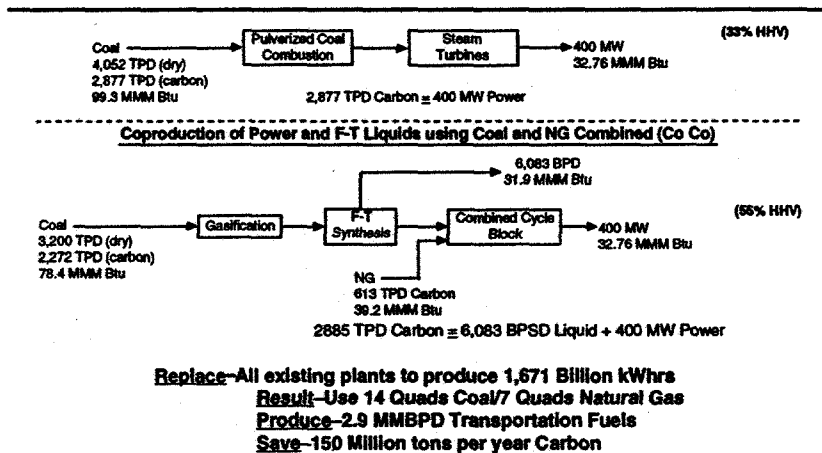 Coal
4,052 TPD (dry)
2,877 TPD (carbon)
99.3 MMM Btu
Pulverized Coal
Combustion
Steam
Turbines
400 MW
32.76 MMM Btu
(33% HHV)
2,877 TPD Carbon = 400 MW Power
Coproduction of Power and F-T Liquids using Coal and NG Combined (Co Co)
6,083 BPD
31.9 MMM Btu
Coal
3,200 TPD (dry)
2,272 TPD (carbon)
78.4 MMM Btu
Gasification
F-T
Synthesis
Combined Cycle
Block
400 MW
32.76 MMM Btu
(55% HHV)
NG
613 TPD Carbon
39.2 MMM Btu
2885 TPD Carbon = 6,083 BPSD Liquid + 400 MW Power
Replace–All existing plants to produce 1,671 Billion kWhrs
Result–Use 14 Quads Coal/7 Quads Natural Gas
Produce–2.9 MMBPD Transportation Fuels
Save–150 Million tons per year Carbon